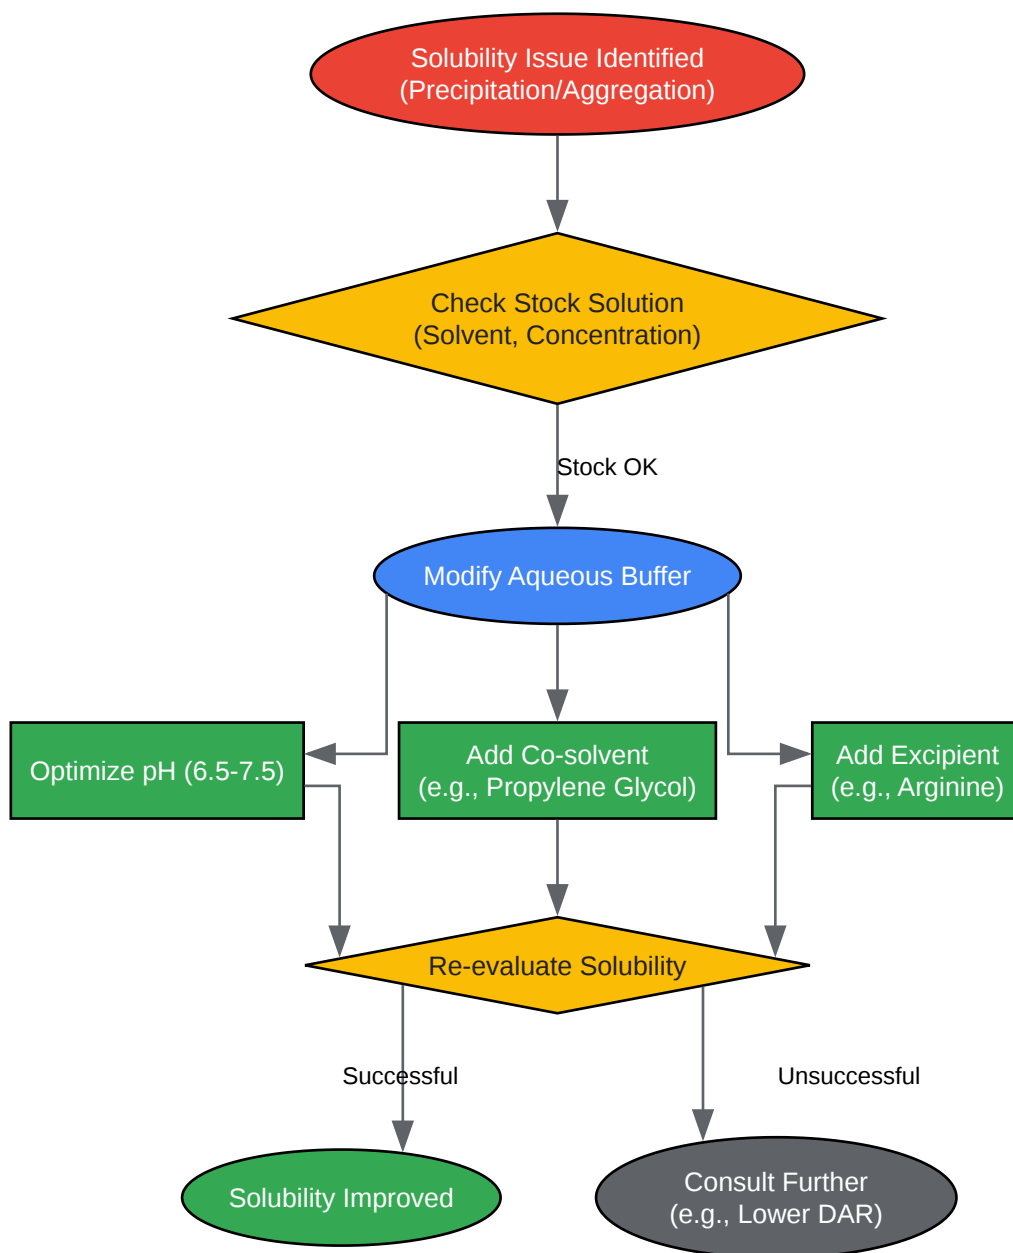 Solubility Issue Identified
(Precipitation/Aggregation)
Check Stock Solution
(Solvent, Concentration)
Stock OK
Modify Aqueous Buffer
Optimize pH (6.5-7.5)
Add Co-solvent
(e.g., Propylene Glycol)
Add Excipient
(e.g., Arginine)
Re-evaluate Solubility
Successful
Unsuccessful
Solubility Improved
Consult Further
(e.g., Lower DAR)